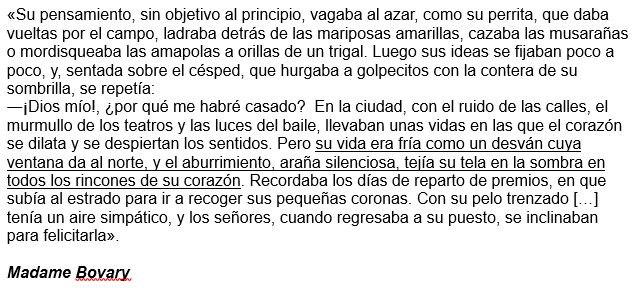 «Su pensamiento, sin objetivo al principio, vagaba al azar, como su perrita, que daba
vueltas por el campo, ladraba detrás de las mariposas amarillas, cazaba las musarañas
o mordisqueaba las amapolas a orillas de un trigal. Luego sus ideas se fijaban poco a
poco, y, sentada sobre el césped, que hurgaba a golpecitos con la contera de su
sombrilla, se repetía:
—¡Dios mío!, ¿por qué me habré casado?  En la ciudad, con el ruido de las calles, el
murmullo de los teatros y las luces del baile, llevaban unas vidas en las que el corazón
se dilata y se despiertan los sentidos. Pero su vida era fría como un desván cuya
ventana da al norte, y el aburrimiento, araña silenciosa, tejía su tela en la sombra en
todos los rincones de su corazón. Recordaba los días de reparto de premios, en que
subía al estrado para ir a recoger sus pequeñas coronas. Con su pelo trenzado […]
tenía un aire simpático, y los señores, cuando regresaba a su puesto, se inclinaban
para felicitarla».
Madame Bovary